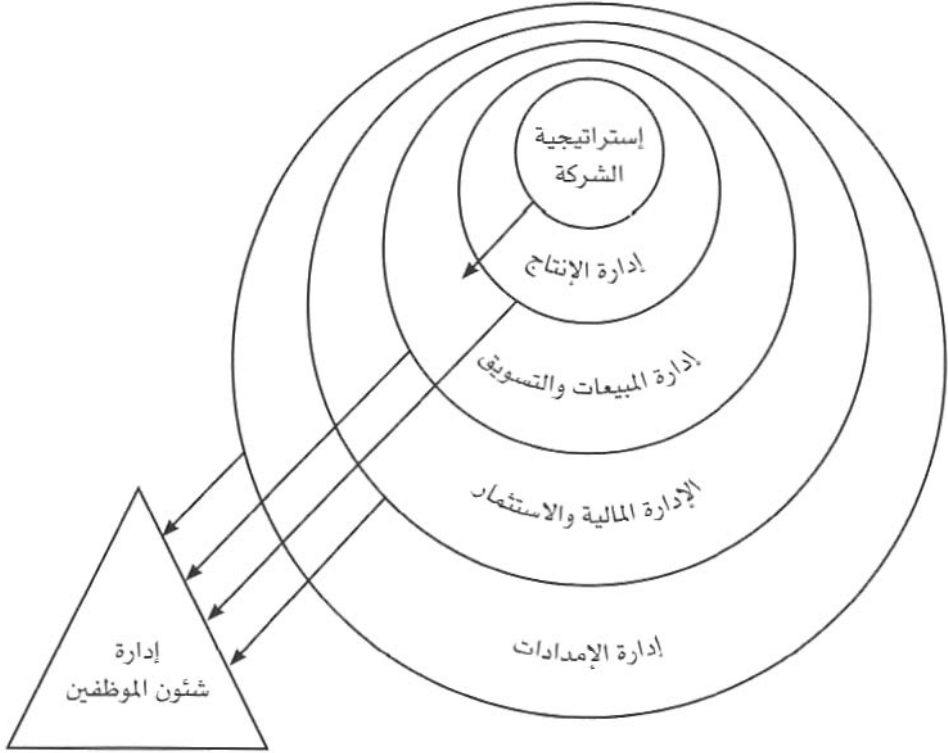 إستراتيجية
الشركة
إدارة الإنتاج
إدارة المبيعات والتسويق
الإدارة المالية والاستثمار
إدارة الإمدادات
إدارة
شئون الموظفين